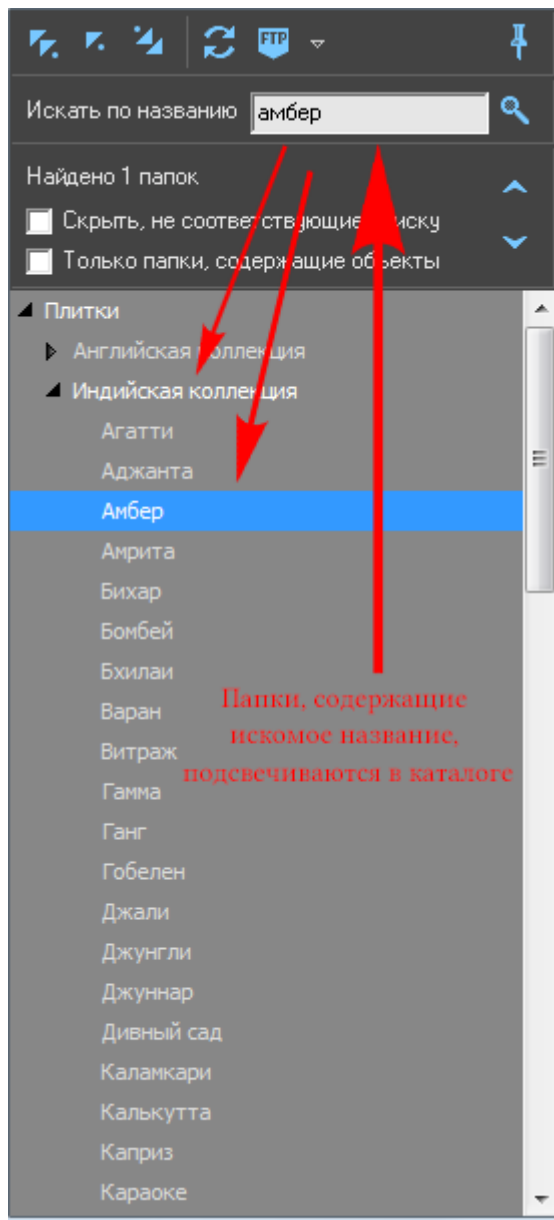 FTP
Искать по названию амбер
Найдено 1 папок
Скрыть, не соответствующие поиску
Только папки, содержащие объекты
Плитки
Английская коллекция
Индийская коллекция
Агатти
Аджанта
Амбер
Амрита
Бихар
Бомбей
Бхилаи
Варан
Витраж
Гамма
Ганг
Гобелен
Джали
Джунгли
Джуннар
Дивный сад
Каламкари
Калькутта
Каприз
Караоке
Папки, содержащие
искомое название,
подсвечиваются в каталоге